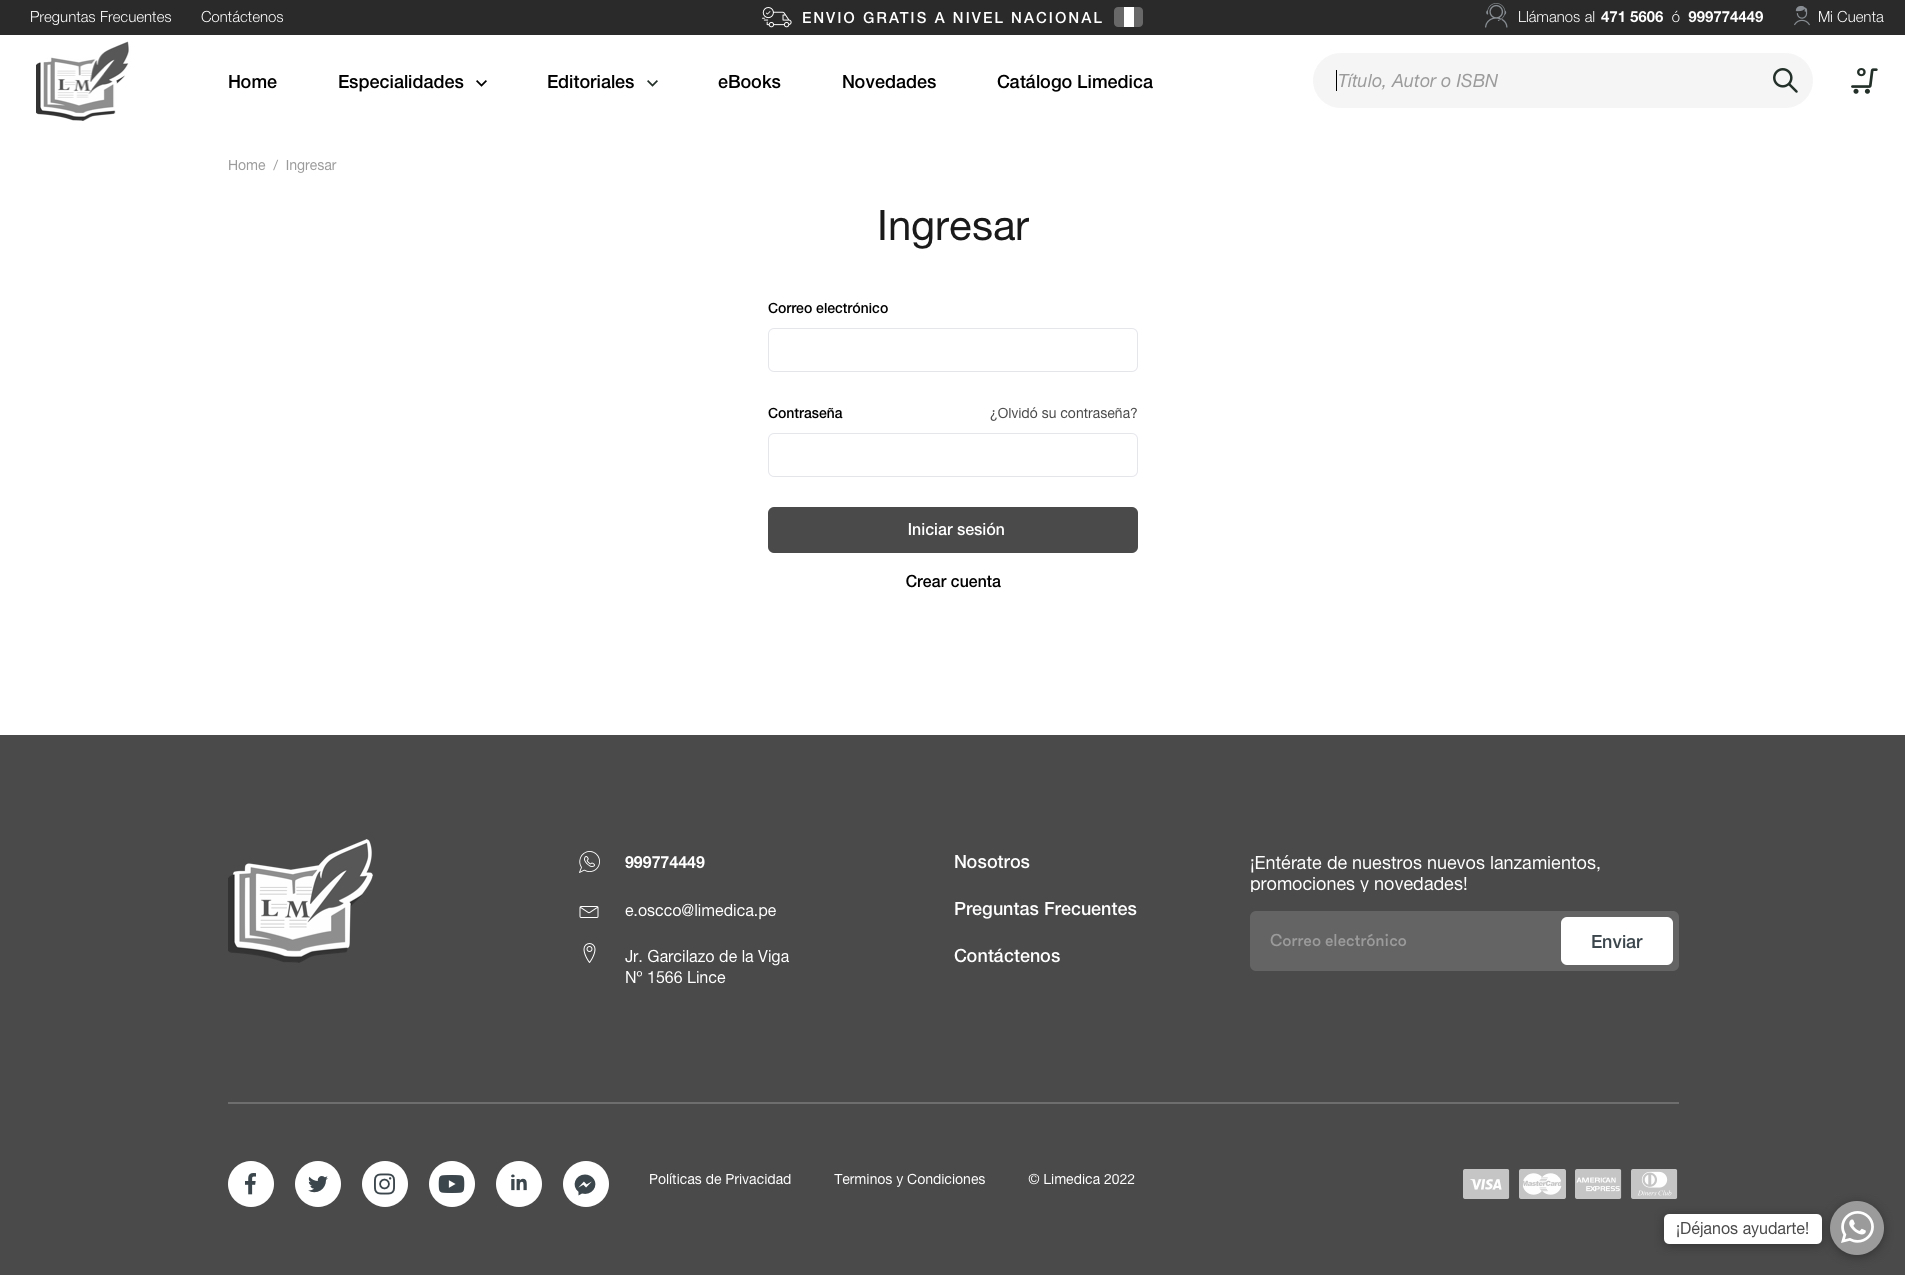 Preguntas Frecuentes
Contáctenos
ENVIO GRATIS A NIVEL NACIONAL
Llámanos al 471 5606 ó 999774449
Mi Cuenta
LM
Home
Especialidades
Editoriales
eBooks
Novedades
Catálogo Limedica
Título, Autor o ISBN
0
Home / Ingresar
Ingresar
Correo electrónico
Contraseña
¿Olvidó su contraseña?
Iniciar sesión
Crear cuenta
LM
999774449
e.oscco@limedica.pe
Jr. Garcilazo de la Viga
Nº 1566 Lince
Nosotros
Preguntas Frecuentes
Contáctenos
¡Entérate de nuestros nuevos lanzamientos,
promociones y novedades!
Correo electrónico
Enviar
Políticas de Privacidad
Terminos y Condiciones
© Limedica 2022
VISA
MasterCard
AMERICAN
EXPRESS
Diners Club
¡Déjanos ayudarte!